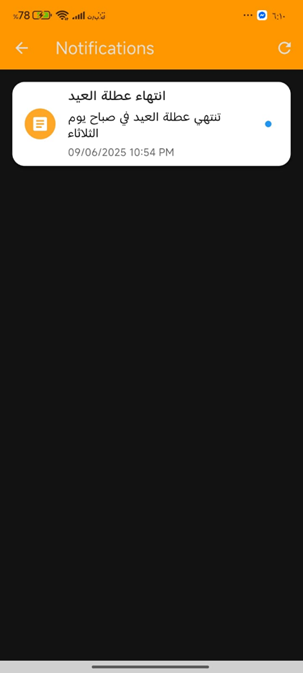 %78
٦:١٠
Notifications
انتهاء عطلة العيد
تنتهي عطلة العيد في صباح يوم
الثلاثاء
09/06/2025 10:54 PM